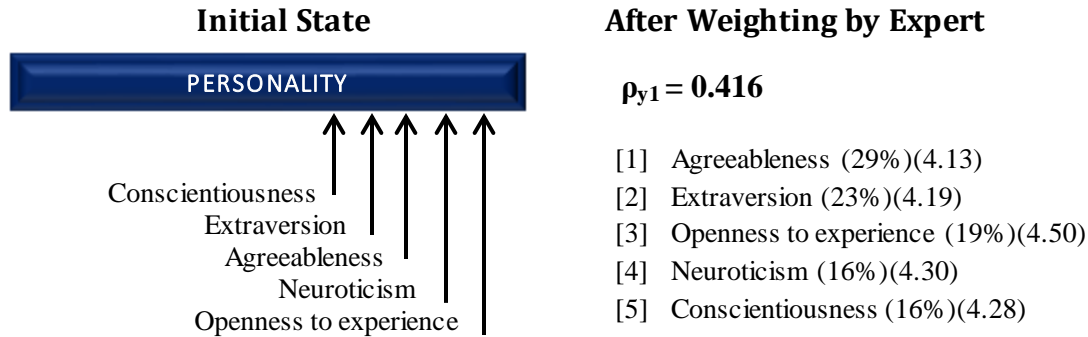 Initial State
PERSONALITY
Conscientiousness
Extraversion
Agreeableness
Neuroticism
Openness to experience
After Weighting by Expert
ρy1 = 0.416
[1] Agreeableness (29%)(4.13)
[2] Extraversion (23%)(4.19)
[3] Openness to experience (19%)(4.50)
[4] Neuroticism (16%)(4.30)
[5] Conscientiousness (16%)(4.28)